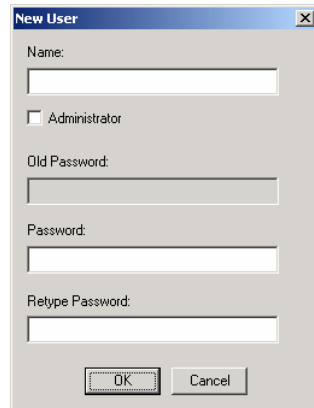 New User
Name:
Administrator
Old Password:
Password:
Retype Password:
OK
Cancel